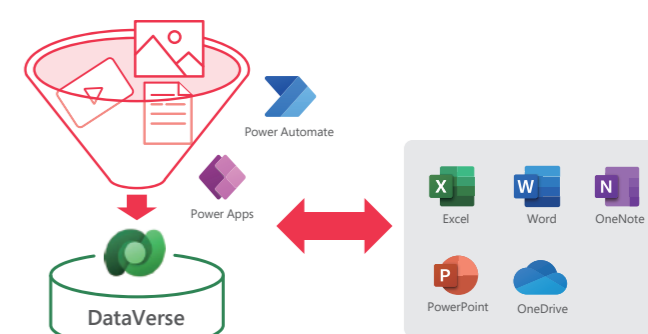 Power Automate
Power Apps
DataVerse
X
Excel
W
Word
N
OneNote
P
PowerPoint
OneDrive